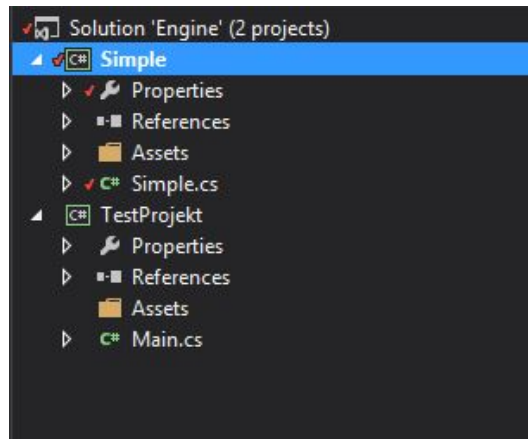 Solution 'Engine' (2 projects)
C# Simple
Properties
References
Assets
C# Simple.cs
C# TestProjekt
Properties
References
Assets
C# Main.cs